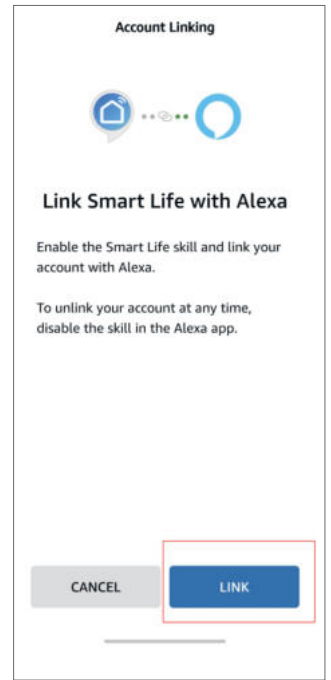 Account Linking
Link Smart Life with Alexa
Enable the Smart Life skill and link your
account with Alexa.
To unlink your account at any time,
disable the skill in the Alexa app.
CANCEL
LINK